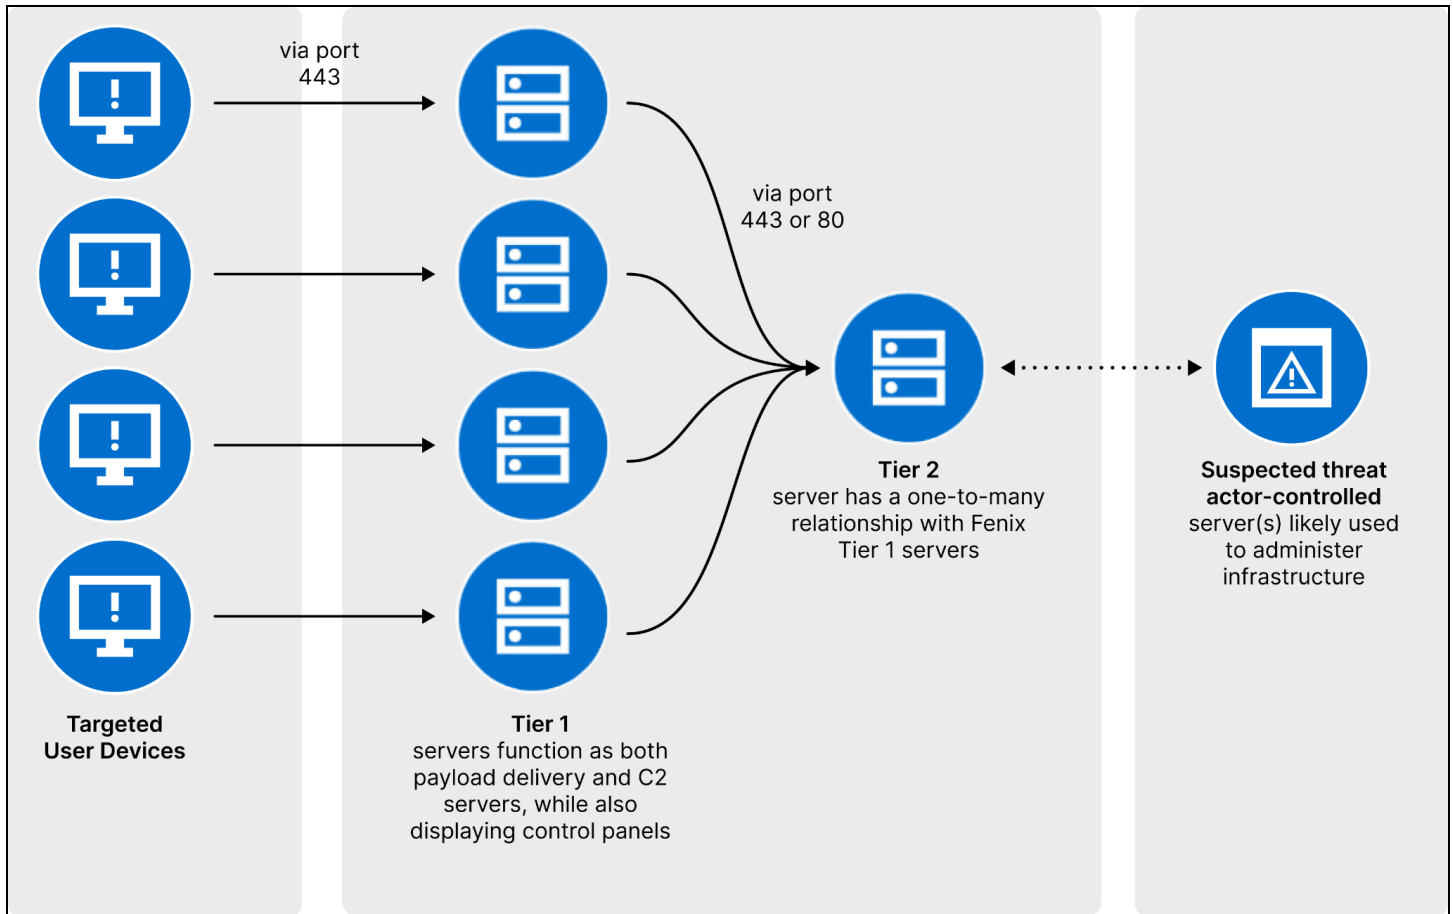 via port
443
via port
443 or 80
Targeted
User Devices
Tier 1
servers function as both
payload delivery and C2
servers, while also
displaying control panels
Tier 2
server has a one-to-many
relationship with Fenix
Tier 1 servers
Suspected threat
actor-controlled
server(s) likely used
to administer
infrastructure